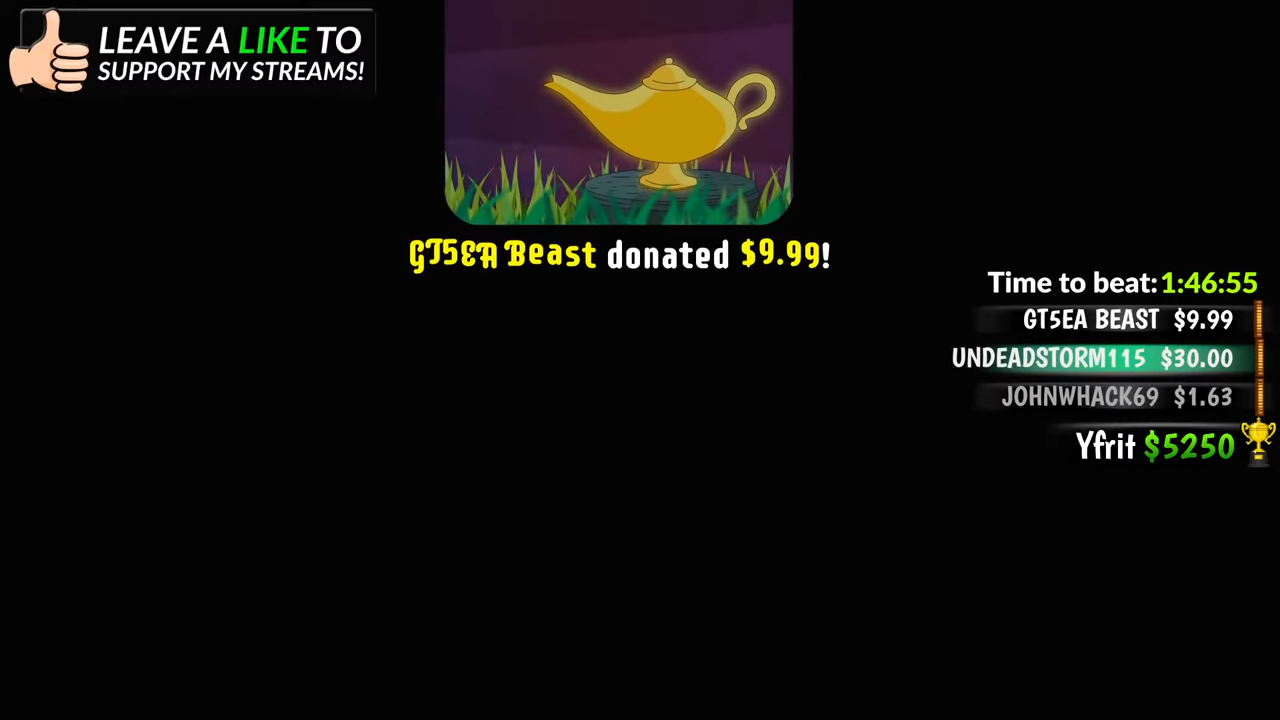 LEAVE A LIKE TO
SUPPORT MY STREAMS!
GT5EA Beast donated $9.99!
Time to beat:1:46:55
GT5EA BEAST $9.99
UNDEADSTORM115 $30.00
JOHNWHACK69 $1.63
Yfrit $5250